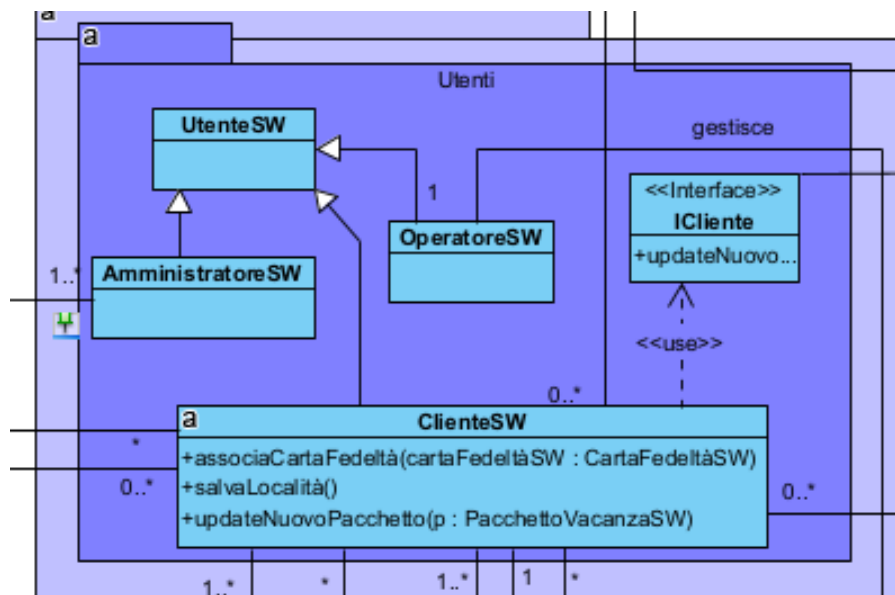 a
a
Utenti
UtenteSW
gestisce
1
<<Interface>>
ICliente
+updateNuovo...
OperatoreSW
AmministratoreSW
1..*
<<use>>
0..*
a
ClienteSW
+associaCartaFedeltà(cartaFedeltàSW : CartaFedeltàSW)
+salvaLocalità()
+updateNuovoPacchetto(p : PacchettoVacanzaSW)
*
0..*
0..*
1..*
*
1..*
1
*